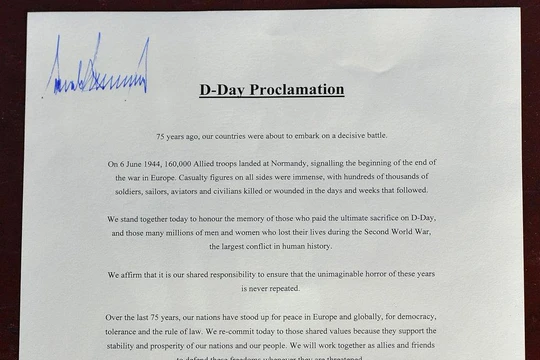 D-Day Proclamation
75 years ago, our countries were about to embark on a decisive battle.
On 6 June 1944, 160,000 Allied troops landed at Normandy, signalling the beginning of the end of
the war in Europe. Casualty figures on all sides were immense, with hundreds of thousands of
soldiers, sailors, aviators and civilians killed or wounded in the days and weeks that followed.
We stand together today to honour the memory of those who paid the ultimate sacrifice on D-Day,
and those many millions of men and women who lost their lives during the Second World War,
the largest conflict in human history.
We affirm that it is our shared responsibility to ensure that the unimaginable horror of these years
is never repeated.
Over the last 75 years, our nations have stood up for peace in Europe and globally, for democracy,
tolerance and the rule of law. We re-commit today to those shared values because they support the
stability and prosperity of our nations and our people. We will work together as allies and friends
to defend these freedoms whenever they are threatened.